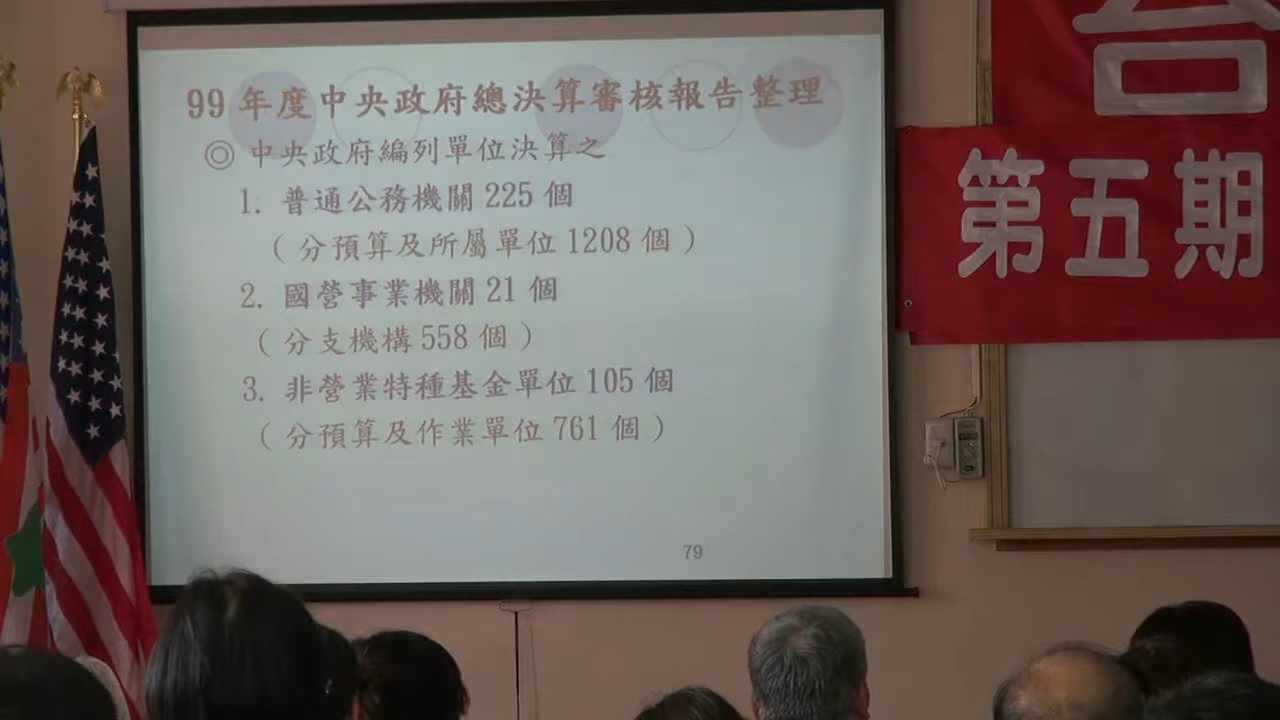 99 年度中央政府總決算審核報告整理
◎ 中央政府編列單位決算之
1. 普通公務機關 225 個
( 分預算及所屬單位 1208 個 )
2. 國營事業機關 21 個
( 分支機構 558 個 )
3. 非營業特種基金單位 105 個
( 分預算及作業單位 761 個 )
79
第五期